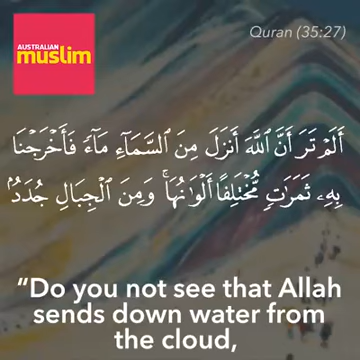 AUSTRALIAN
muslim
Quran (35:27)
أَلَمْ تَرَ أَنَّ ٱللَّهَ أَنزَلَ مِنَ ٱلسَّمَآءِ مَآءً فَأَخْرَجْنَا
بِهِۦ ثَمَرَٰتٍ مُّخْتَلِفًا أَلْوَٰنُهَا ۚ وَمِنَ ٱلْجِبَالِ جُدَدٌۢ
“Do you not see that Allah
sends down water from
the cloud,